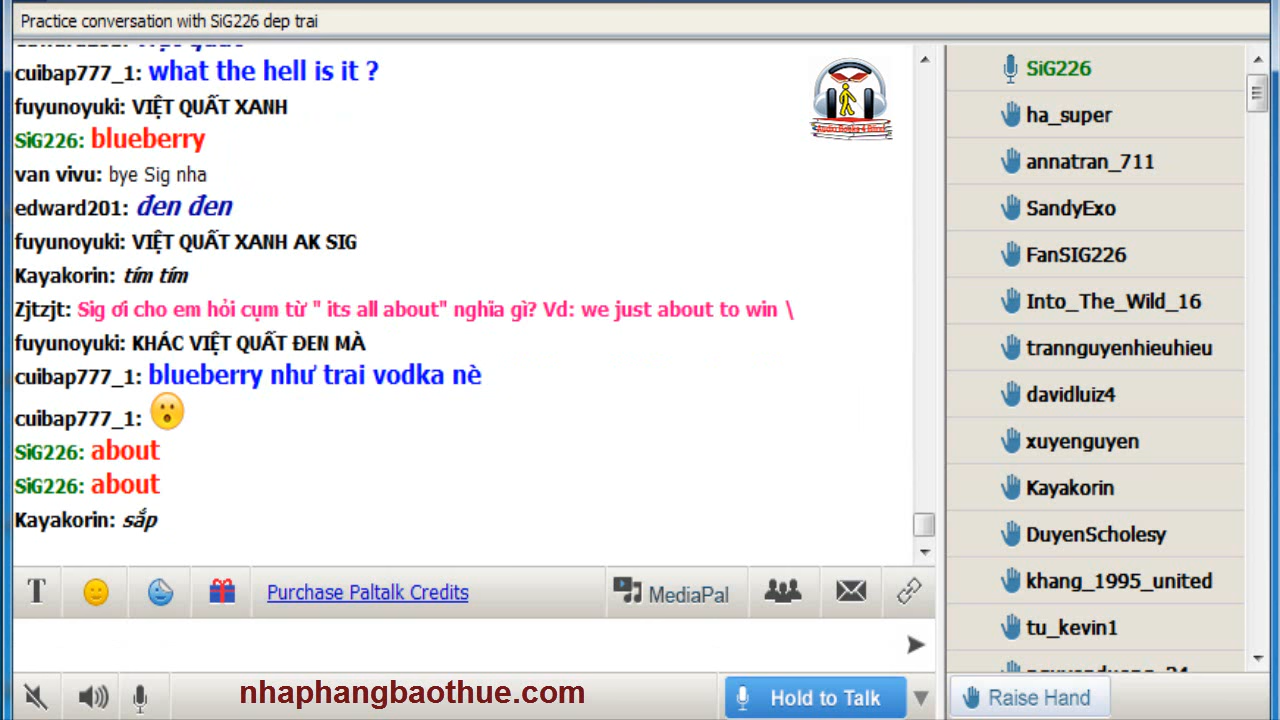 Practice conversation with SiG226 dep trai
cuibap777_1: what the hell is it ?
fuyunoyuki: VIỆT QUẤT XANH
SiG226: blueberry
van vivu: bye Sig nha
edward201: đen đen
fuyunoyuki: VIỆT QUẤT XANH AK SIG
Kayakorin: tím tím
Zjtzjt: Sig ơi cho em hỏi cụm từ " its all about" nghĩa gì? Vd: we just about to win \
fuyunoyuki: KHÁC VIỆT QUẤT ĐEN MÀ
cuibap777_1: blueberry như trai vodka nè
cuibap777_1:
SiG226: about
SiG226: about
Kayakorin: sắp
T
Purchase Paltalk Credits
MediaPal
nhaphangbaothue.com
Hold to Talk
SiG226
ha_super
annatran_711
SandyExo
FanSIG226
Into_The_Wild_16
trannguyenhieuhieu
davidluiz4
xuyenguyen
Kayakorin
DuyenScholesy
khang_1995_united
tu_kevin1
Raise Hand